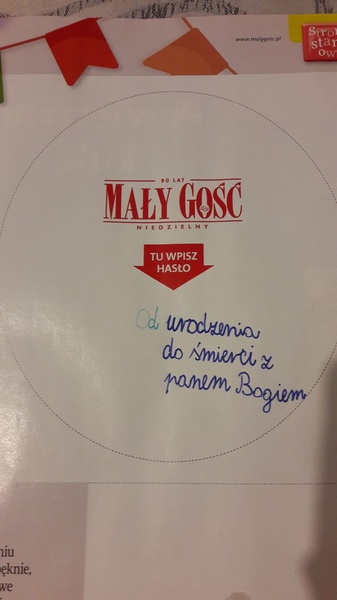 www.malygosc.pl
90 LAT
MAŁY GOŚĆ
NIEDZIELNY
TU WPISZ
HASŁO
Od urodzenia
do śmierci z
panem Bogiem